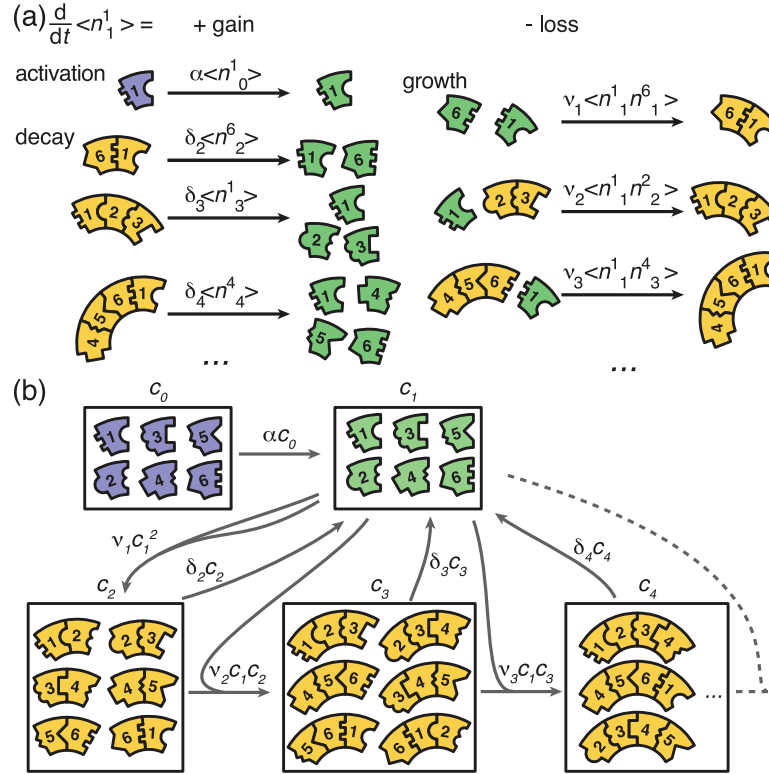 (a) d/dt <n¹₁> = + gain - loss
activation α<n¹₀> growth
1 1
6 1 ν₁<n¹₁n⁶₁> 6 1
decay δ₂<n⁶₂>
6 1 1 6
δ₃<n¹₃> ν₂<n¹₁n²₂>
1 2 3 1 2 3 1 2 3 1 2 3
δ₄<n⁴₄> ν₃<n¹₁n⁴₃>
4 5 6 1 1 4 5 6 4 5 6 1 4 5 6 1
... ...
(b) c₀ c₁
1 3 5 αc₀ 1 3 5
2 4 6 2 4 6
ν₁c₁² δ₂c₂ δ₃c₃ δ₄c₄
c₂ c₃ c₄
1 2 2 3 1 2 3 2 3 4 1 2 3 4
3 4 4 5 ν₂c₁c₂ 4 5 6 3 4 5 ν₃c₁c₃ 4 5 6 1 ...
5 6 6 1 5 6 1 6 1 2 2 3 4 5